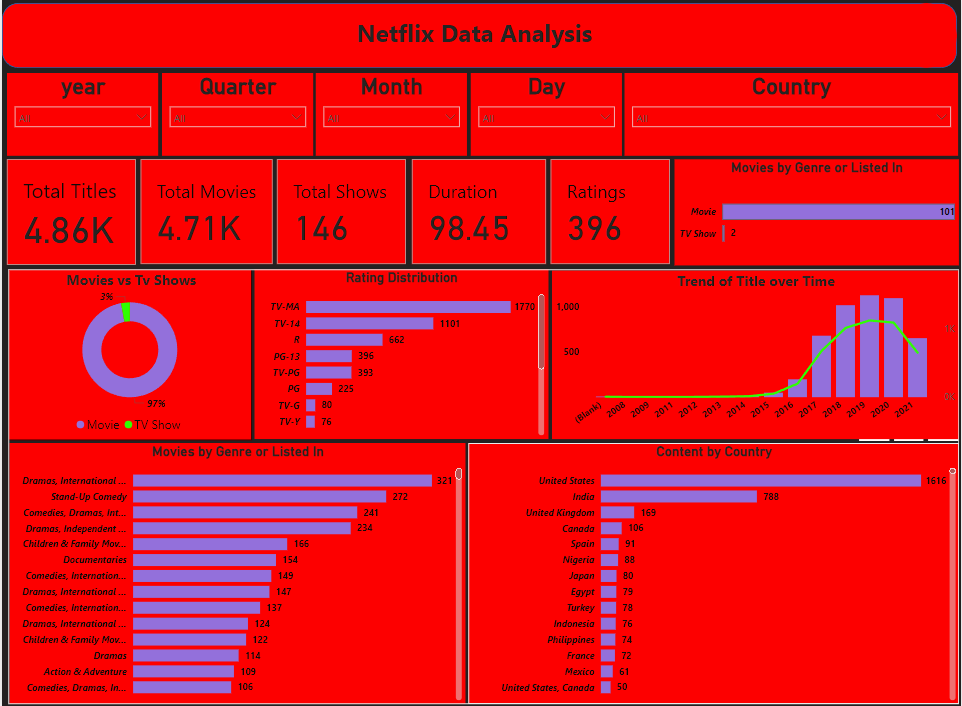 Netflix Data Analysis
year
Quarter
Month
Day
Country
All
All
All
All
All
Total Titles
4.86K
Total Movies
4.71K
Total Shows
146
Duration
98.45
Ratings
396
Movies by Genre or Listed In
Movie 101
TV Show 2
Movies vs Tv Shows
3%
97%
Movie TV Show
Rating Distribution
TV-MA 1770
TV-14 1101
R 662
PG-13 396
TV-PG 393
PG 225
TV-G 80
TV-Y 76
Trend of Title over Time
1,000
500
1K
0K
(Blank) 2008 2009 2011 2012 2013 2014 2015 2016 2017 2018 2019 2020 2021
Movies by Genre or Listed In
Dramas, International ... 321
Stand-Up Comedy 272
Comedies, Dramas, Int... 241
Dramas, Independent ... 234
Children & Family Mov... 166
Documentaries 154
Comedies, Internation... 149
Dramas, International ... 147
Comedies, Internation... 137
Dramas, International ... 124
Children & Family Mov... 122
Dramas 114
Action & Adventure 109
Comedies, Dramas, In... 106
Content by Country
United States 1616
India 788
United Kingdom 169
Canada 106
Spain 91
Nigeria 88
Japan 80
Egypt 79
Turkey 78
Indonesia 76
Philippines 74
France 72
Mexico 61
United States, Canada 50